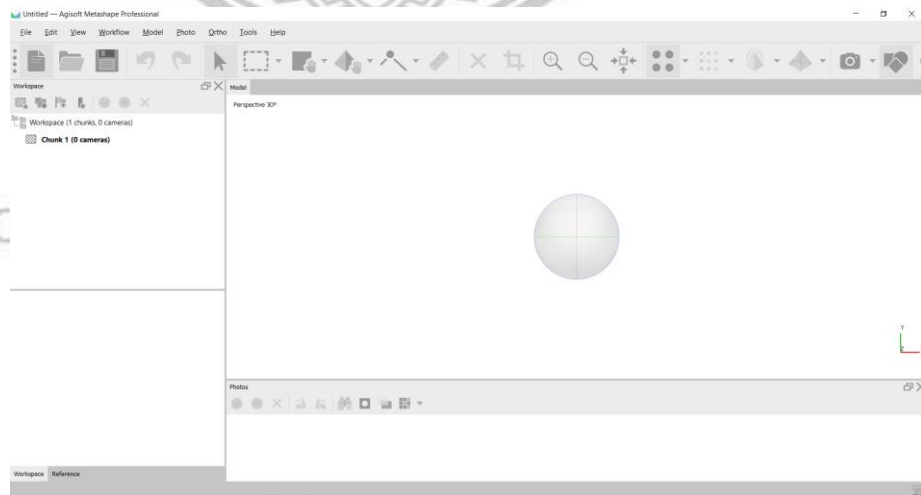 Untitled — Agisoft Metashape Professional
File Edit View Workflow Model Photo Ortho Tools Help
Workspace
Model
Workspace (1 chunks, 0 cameras)
Chunk 1 (0 cameras)
Perspective 30°
Y
Photos
Workspace Reference